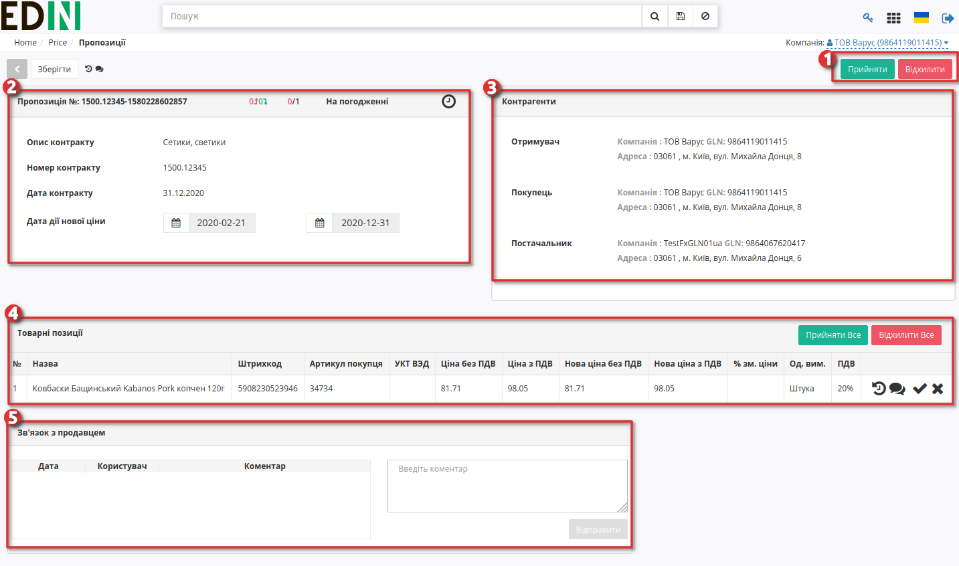 EDIN
Пошук
Home / Price / Пропозиції
Компанія: ТОВ Варус (9864119011415)
1
Зберігти
Прийняти Відхилити
2
Пропозиція №: 1500.12345-1580228602857 0/1 На погодженні
Опис контракту Сетики, светики
Номер контракту 1500.12345
Дата контракту 31.12.2020
Дата дії нової ціни 2020-02-21 2020-12-31
3
Контрагенти
Отримувач Компанія : ТОВ Варус GLN: 9864119011415
Адреса : 03061 , м. Київ, вул. Михайла Донця, 8
Покупець Компанія : ТОВ Варус GLN: 9864119011415
Адреса : 03061 , м. Київ, вул. Михайла Донця, 8
Постачальник Компанія : TestFxGLN01ua GLN: 9864067620417
Адреса : 03061 , м. Київ, вул. Михайла Донця, 6
4
Товарні позиції Прийняти Все Відхилити Все
№ Назва Штрихкод Артикул покупця УКТ ВЭД Ціна без ПДВ Ціна з ПДВ Нова ціна без ПДВ Нова ціна з ПДВ % зм. ціни Од. вим. ПДВ
1 Ковбаски Бащинський Kabanos Pork копчен 120г 5908230523946 34734 81.71 98.05 81.71 98.05 Штука 20%
5
Зв'язок з продавцем
Дата Користувач Коментар
Введіть коментар
Відправити